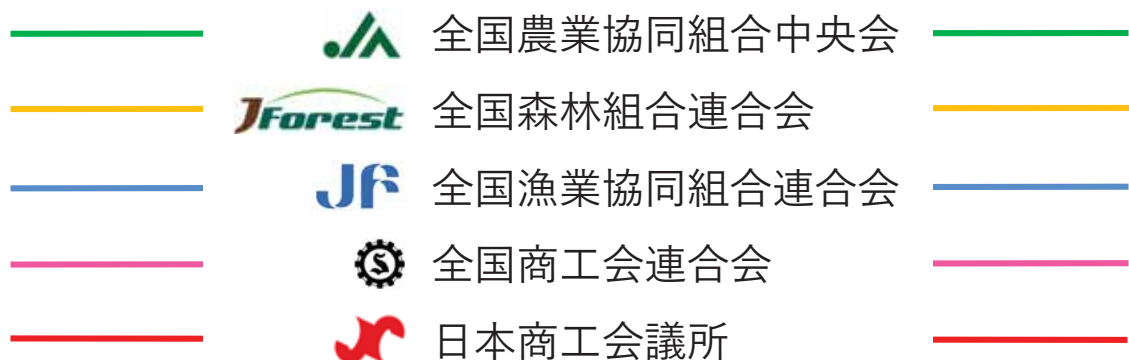 JA 全国農業協同組合中央会
JForest 全国森林組合連合会
JF 全国漁業協同組合連合会
S 全国商工会連合会
日本商工会議所